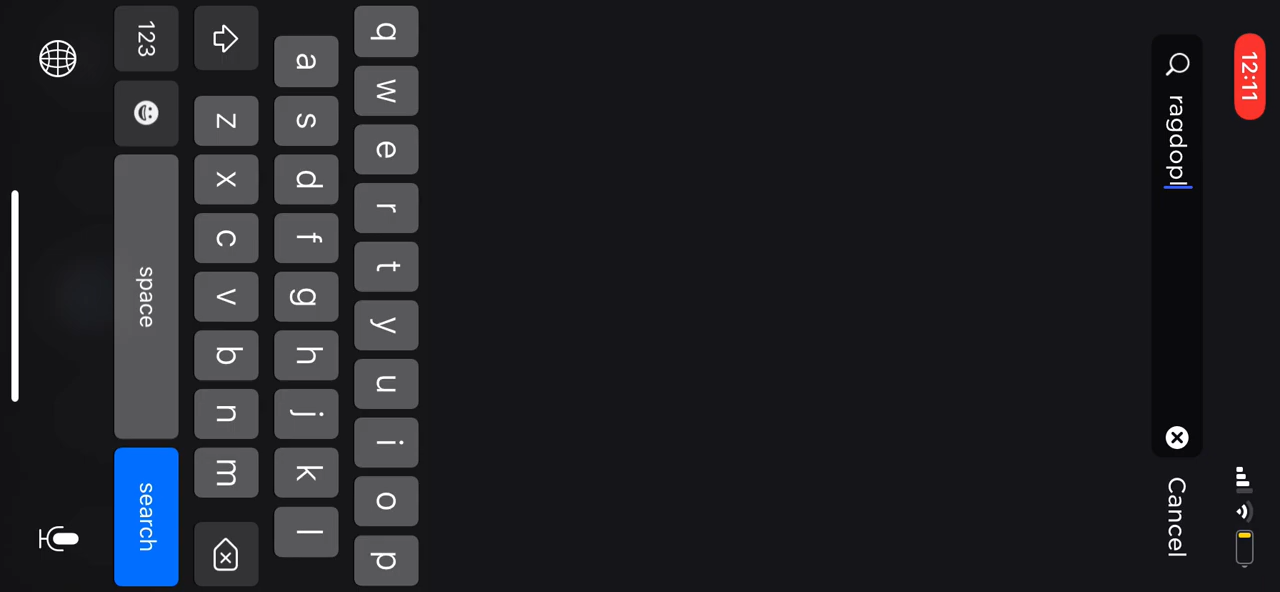 12:11
ragdopl
Cancel
q w e r t y u i o p
a s d f g h j k l
z x c v b n m
123 space search